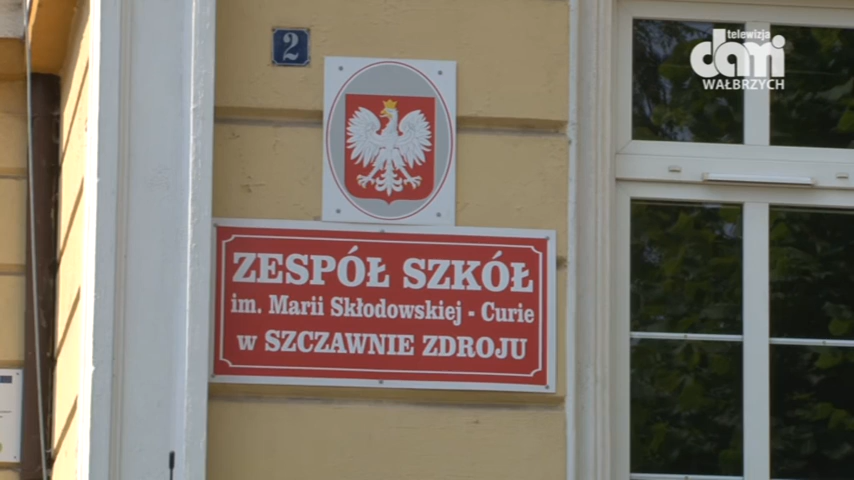 2
telewizja
dami
WAŁBRZYCH
ZESPÓŁ SZKÓŁ
im. Marii Skłodowskiej - Curie
w SZCZAWNIE ZDROJU